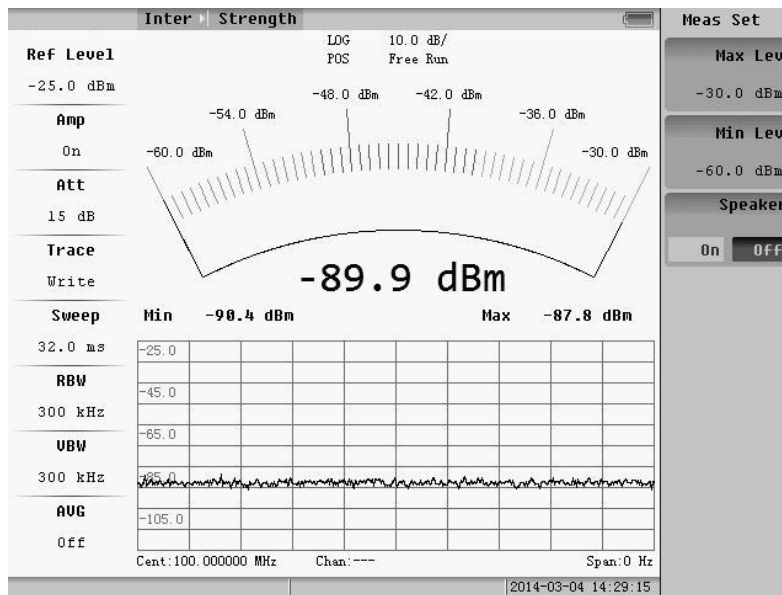 Inter Strength
Meas Set
Ref Level
-25.0 dBm
Amp
On
Att
15 dB
Trace
Write
Sweep
32.0 ms
RBW
300 kHz
VBW
300 kHz
AVG
Off
LOG 10.0 dB/
POS Free Run
-60.0 dBm
-54.0 dBm
-48.0 dBm
-42.0 dBm
-36.0 dBm
-30.0 dBm
-89.9 dBm
Min -90.4 dBm Max -87.8 dBm
-25.0
-45.0
-65.0
-85.0
-105.0
Cent:100.000000 MHz Chan:--- Span:0 Hz
2014-03-04 14:29:15
Max Lev
-30.0 dBm
Min Lev
-60.0 dBm
Speaker
On Off